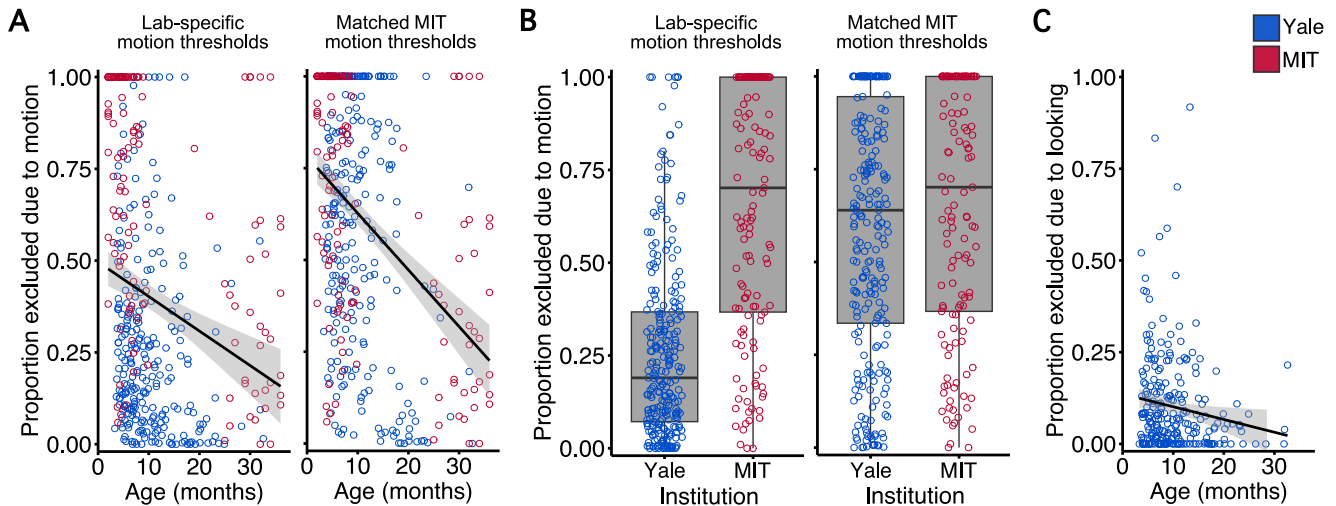 A
Lab-specific
motion thresholds
Matched MIT
motion thresholds
Proportion excluded due to motion
1.00
0.75
0.50
0.25
0.00
0
10
20
30
0
10
20
30
Age (months)
Age (months)
B
Lab-specific
motion thresholds
Matched MIT
motion thresholds
Proportion excluded due to motion
1.00
0.75
0.50
0.25
0.00
Yale
MIT
Yale
MIT
Institution
Institution
C
Yale
MIT
Proportion excluded due to looking
1.00
0.75
0.50
0.25
0.00
0
10
20
30
Age (months)